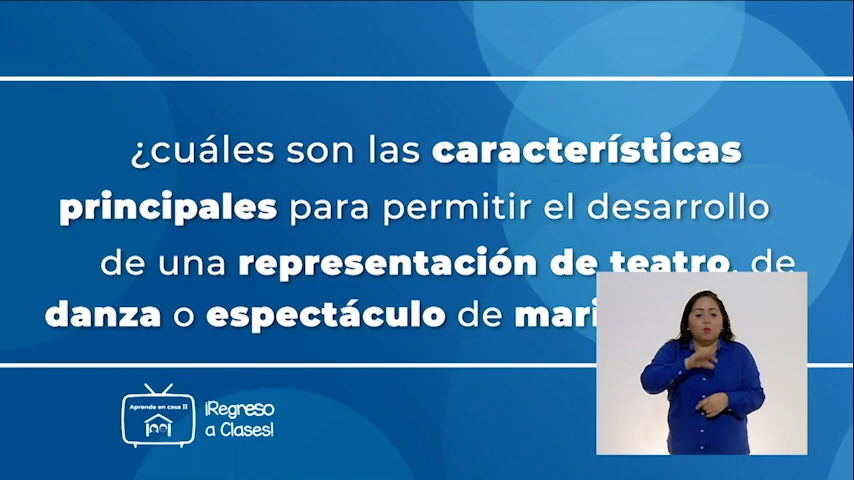 ¿cuáles son las características
principales para permitir el desarrollo
de una representación de teatro, de
danza o espectáculo de
Aprende en casa II
¡Regreso
a Clases!